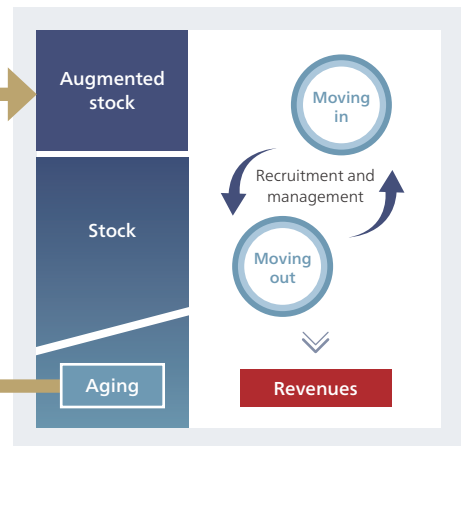 Augmented
stock
Stock
Aging
Moving
in
Recruitment and
management
Moving
out
Revenues